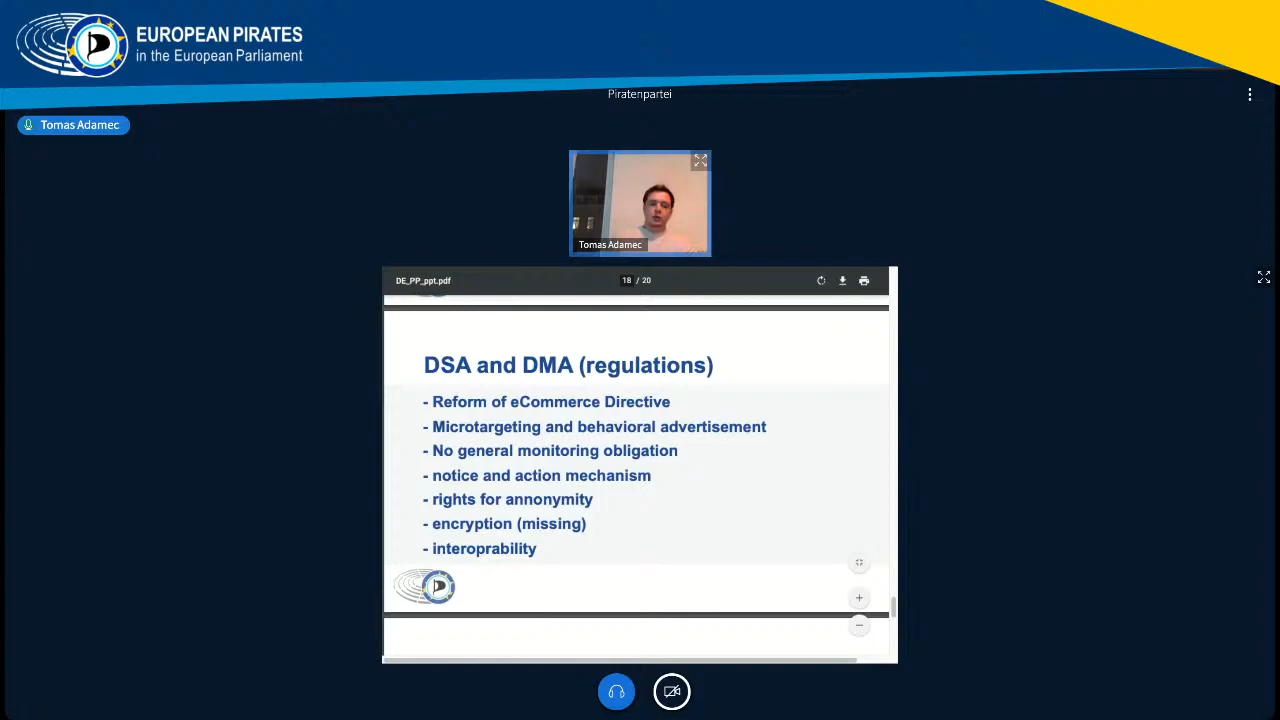 EUROPEAN PIRATES
in the European Parliament
Piratenpartei
Tomas Adamec
Tomas Adamec
DE_PP_ppt.pdf
18 / 20
DSA and DMA (regulations)
- Reform of eCommerce Directive
- Microtargeting and behavioral advertisement
- No general monitoring obligation
- notice and action mechanism
- rights for annonymity
- encryption (missing)
- interoprability